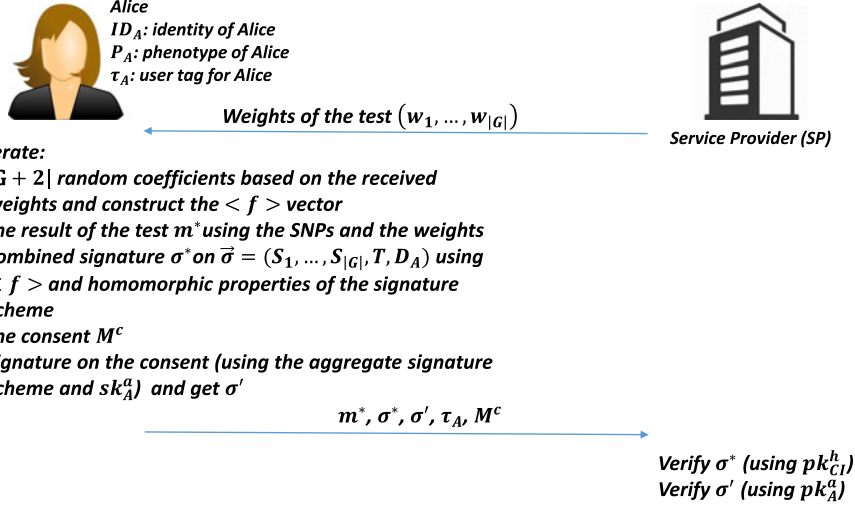 Alice
ID_A: identity of Alice
P_A: phenotype of Alice
τ_A: user tag for Alice
Weights of the test (w_1, … , w_|G|)
Service Provider (SP)
erate:
G + 2| random coefficients based on the received
weights and construct the < f > vector
he result of the test m* using the SNPs and the weights
ombined signature σ* on σ⃗ = (S_1, … , S_|G|, T, D_A) using
< f > and homomorphic properties of the signature
cheme
he consent M^c
ignature on the consent (using the aggregate signature
cheme and sk_A^a) and get σ′
m*, σ*, σ′, τ_A, M^c
Verify σ* (using pk_CI^h)
Verify σ′ (using pk_A^a)